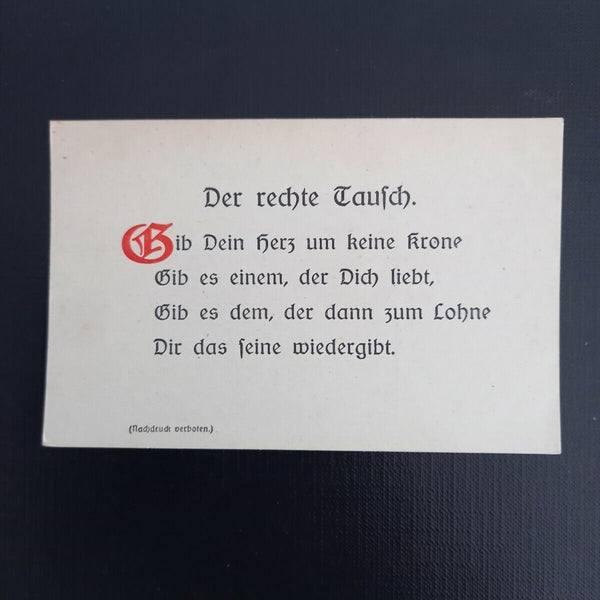 Der rechte Tauſch.
Gib Dein Herz um keine Krone
Gib es einem, der Dich liebt,
Gib es dem, der dann zum Lohne
Dir das ſeine wiedergibt.
(Nachdruck verboten.)